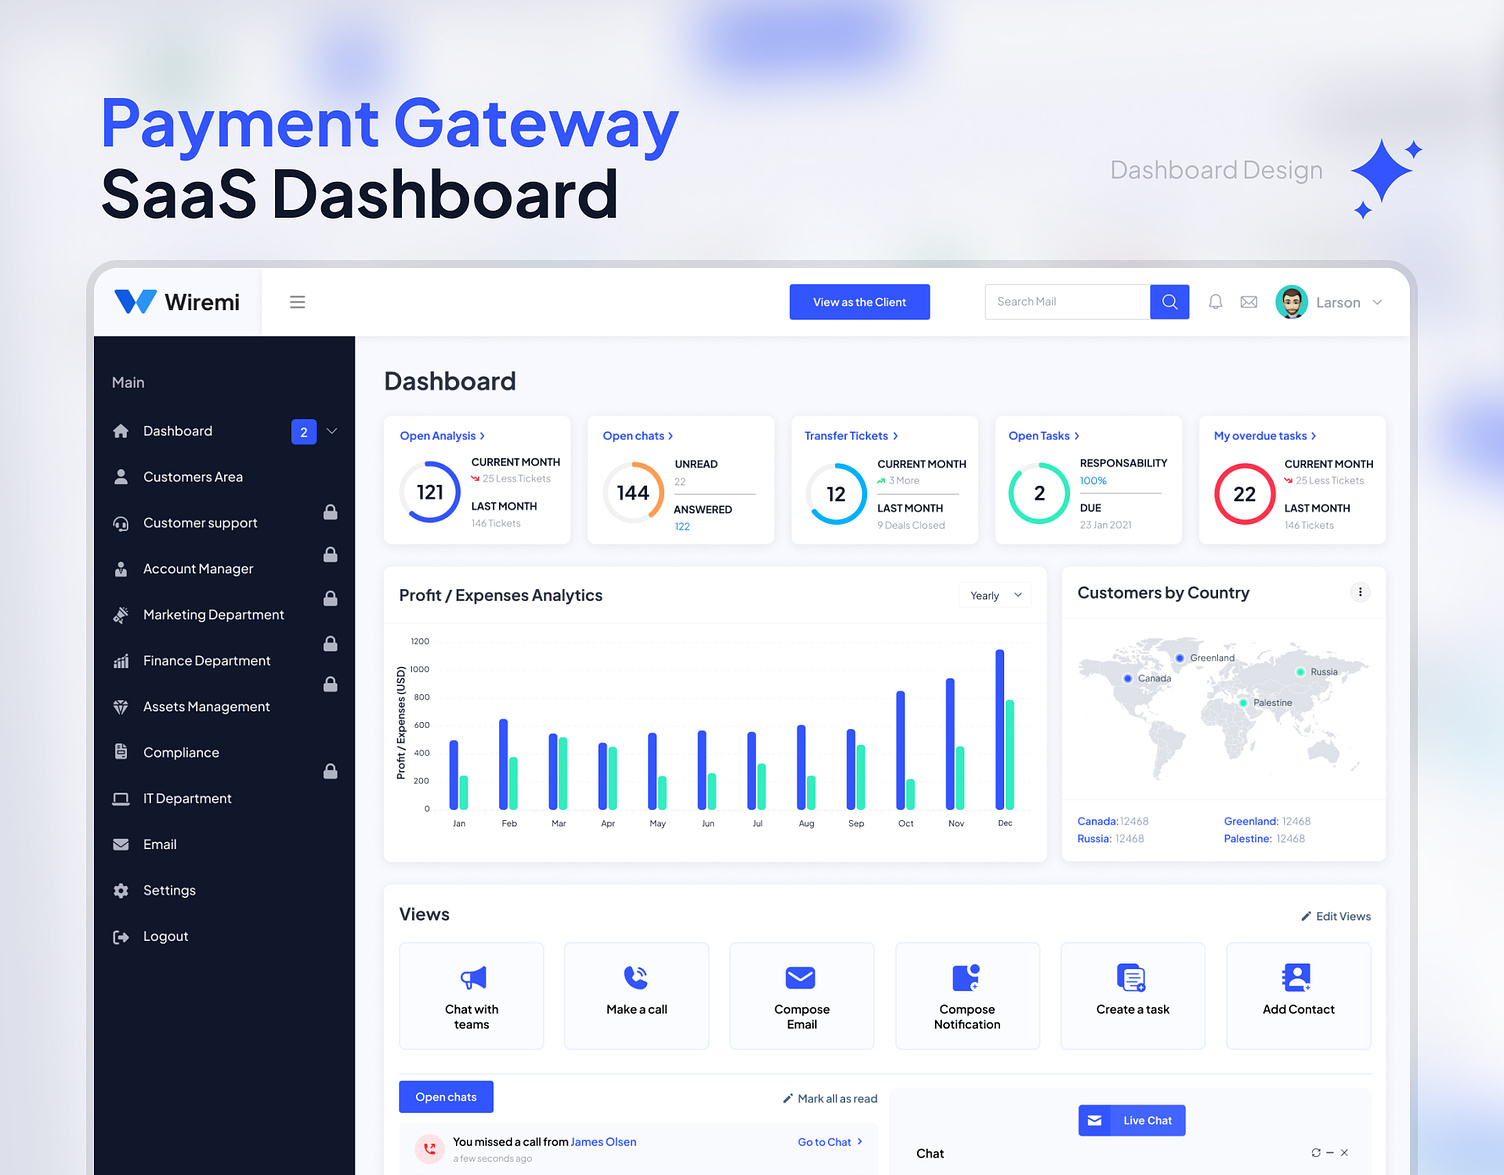 Payment Gateway
SaaS Dashboard
Dashboard Design
Wiremi
View as the Client
Search Mail
Larson
Main
Dashboard
2
Customers Area
Customer support
Account Manager
Marketing Department
Finance Department
Assets Management
Compliance
IT Department
Email
Settings
Logout
Dashboard
Open Analysis
121
CURRENT MONTH
25 Less Tickets
LAST MONTH
146 Tickets
Open chats
144
UNREAD
22
ANSWERED
122
Transfer Tickets
12
CURRENT MONTH
3 More
LAST MONTH
9 Deals Closed
Open Tasks
2
RESPONSABILITY
100%
DUE
23 Jan 2021
My overdue tasks
22
CURRENT MONTH
25 Less Tickets
LAST MONTH
146 Tickets
Profit / Expenses Analytics
Yearly
Profit / Expenses (USD)
1200
1000
800
600
400
200
0
Jan Feb Mar Apr May Jun Jul Aug Sep Oct Nov Dec
Customers by Country
Greenland
Canada
Russia
Palestine
Canada: 12468
Greenland: 12468
Russia: 12468
Palestine: 12468
Views
Edit Views
Chat with
teams
Make a call
Compose
Email
Compose
Notification
Create a task
Add Contact
Open chats
Mark all as read
You missed a call from James Olsen
a few seconds ago
Go to Chat
Live Chat
Chat